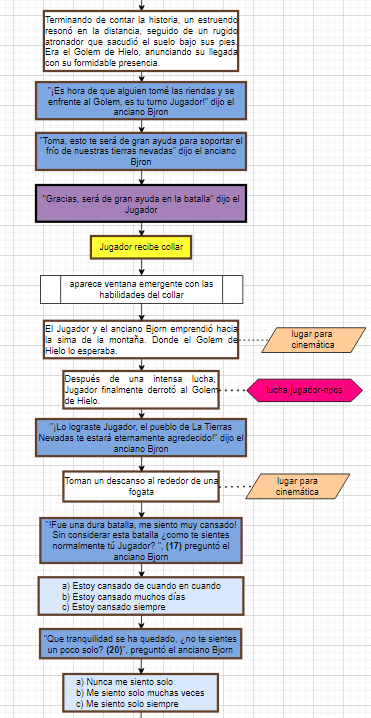 Terminando de contar la historia, un estruendo
resonó en la distancia, seguido de un rugido
atronador que sacudió el suelo bajo sus pies.
Era el Golem de Hielo, anunciando su llegada
con su formidable presencia.
"¡Es hora de que alguien tomé las riendas y se
enfrente al Golem, es tu turno Jugador!" dijo el
anciano Bjron
"Toma, esto te será de gran ayuda para soportar el
frío de nuestras tierras nevadas" dijo el anciano
Bjron
"Gracias, será de gran ayuda en la batalla" dijo el
Jugador
Jugador recibe collar
aparece ventana emergente con las
habilidades del collar
El Jugador y el anciano Bjorn emprendió hacia
la sima de la montaña. Donde el Golem de
Hielo lo esperaba.
lugar para
cinemática
Después de una intensa lucha,
Jugador finalmente derrotó al Golem
de Hielo.
lucha jugador-npos
"¡Lo lograste Jugador, el pueblo de La Tierras
Nevadas te estará eternamente agredecido!" dijo el
anciano Bjorn
Toman un descanso al rededor de una
fogata
lugar para
cinemática
"!Fue una dura batalla, me siento muy cansado!
Sin considerar esta batalla ¿como te sientes
normalmente tú Jugador? ", (17) preguntó el
anciano Bjorn
a) Estoy cansado de cuando en cuando
b) Estoy cansado muchos días
c) Estoy cansado siempre
"Que tranquilidad se ha quedado, ¿no te sientes
un poco solo? (20)", preguntó el anciano Bjorn
a) Nunca me siento solo
b) Me siento solo muchas veces
c) Me siento solo siempre